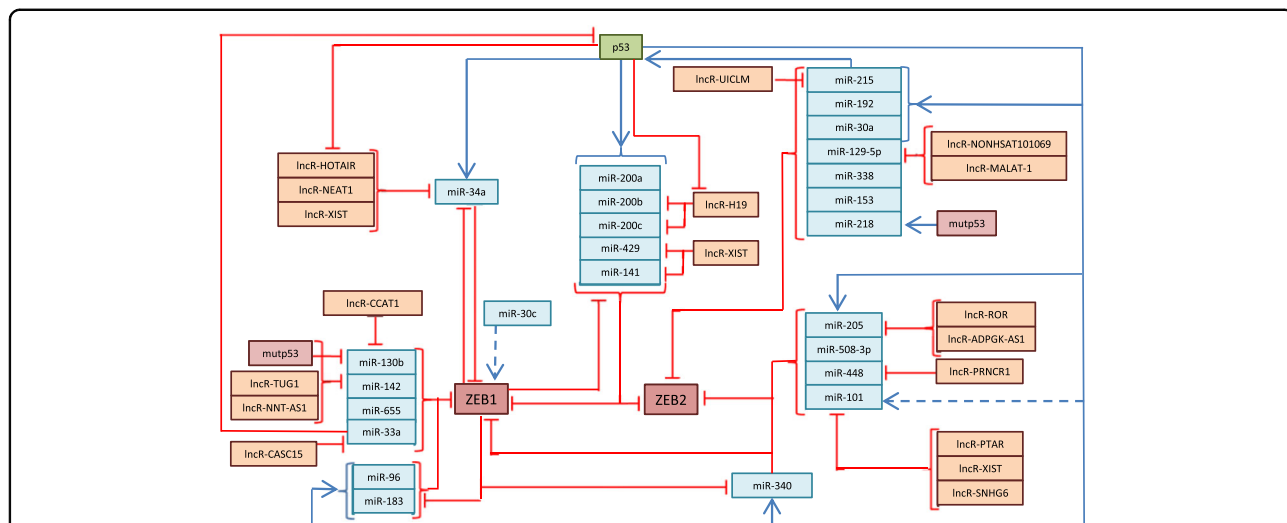 p53
lncR-UICLM
miR-215
miR-192
miR-30a
miR-129-5p
miR-338
miR-153
miR-218
lncR-NONHSAT101069
lncR-MALAT-1
mutp53
lncR-HOTAIR
lncR-NEAT1
lncR-XIST
miR-34a
miR-200a
miR-200b
miR-200c
miR-429
miR-141
lncR-H19
lncR-XIST
lncR-CCAT1
miR-30c
miR-205
miR-508-3p
miR-448
miR-101
lncR-ROR
lncR-ADPGK-AS1
lncR-PRNCR1
mutp53
lncR-TUG1
lncR-NNT-AS1
miR-130b
miR-142
miR-655
miR-33a
ZEB1
ZEB2
lncR-CASC15
lncR-PTAR
lncR-XIST
lncR-SNHG6
miR-96
miR-183
miR-340